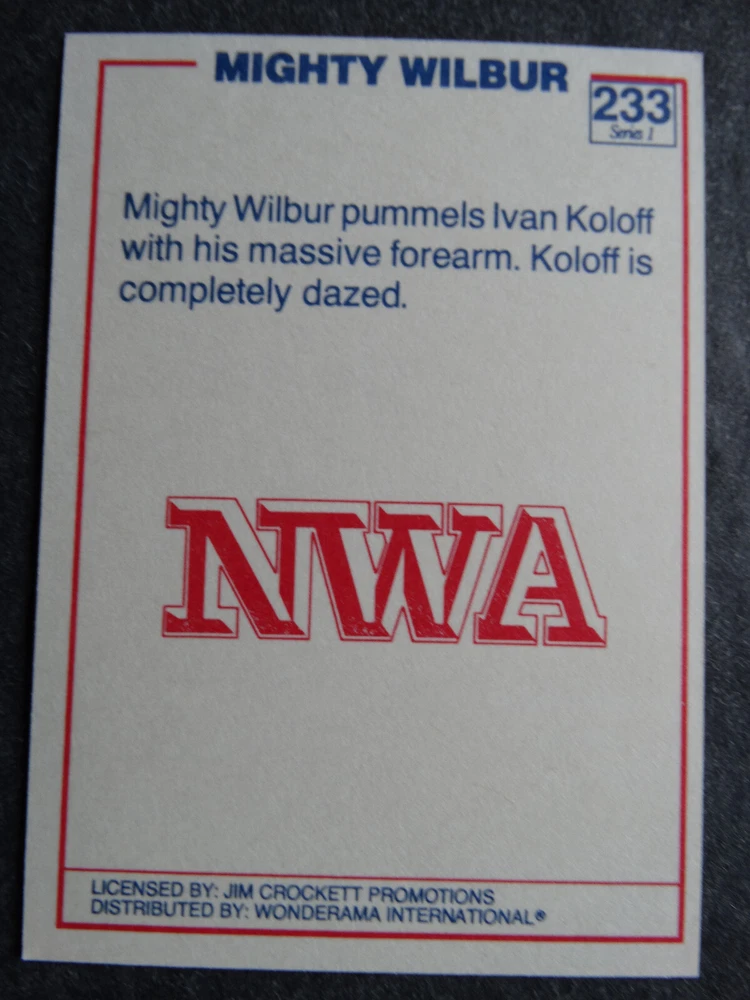 MIGHTY WILBUR
233
Series 1
Mighty Wilbur pummels Ivan Koloff
with his massive forearm. Koloff is
completely dazed.
NWA
LICENSED BY: JIM CROCKETT PROMOTIONS
DISTRIBUTED BY: WONDERAMA INTERNATIONAL®